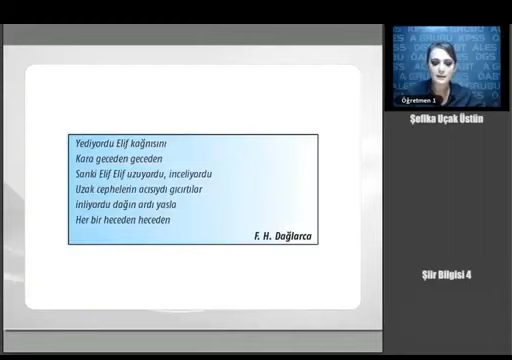 Yediyordu Elif kağnısını
Kara geceden geceden
Sanki Elif Elif uzuyordu, inceliyordu
Uzak cephelerin acısıydı gıcırtılar
inliyordu dağın ardı yasla
Her bir heceden heceden
F. H. Dağlarca
Öğretmen 1
Şefika Uçak Üstün
Şiir Bilgisi 4